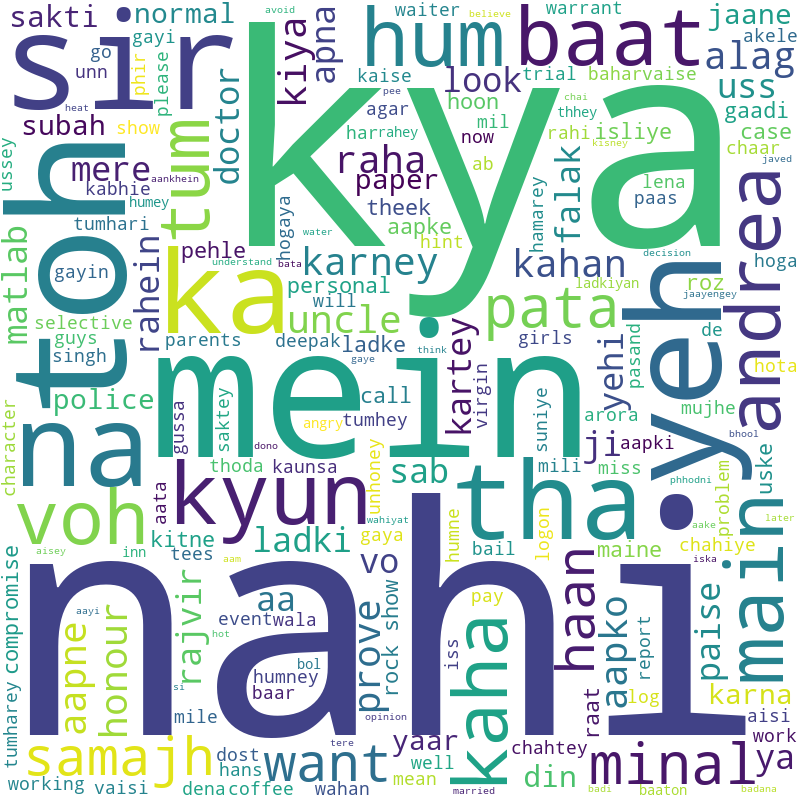 sakti
sir
normal
waiter
believe
avoid
hum
warrant
baat
jaane
gayi
go
unn
phir
please
kiya
apna
kya
kaise
look
trial
baharvaise
akele
alag
heat
pee
chai
uss
subah
show
doctor
agar
hoon
mil
thhey
gaadi
har
rahey
now
rahi
isliye
case
ussey
toh
mere
tum
raha
paper
ab
kisney
chaar
javed
aankhein
kabhie
humey
theek
hamarey
falak
lena
paas
tumhari
hogaya
aapke
hint
yeh
andrea
matlab
gayin
rahein
pehle
karney
kahan
decision
hoga
water
understand
bata
ka
personal
will
pata
ladkiyan
jaayengey
roz
selective
guys
uncle
de
singh
parents
deepak
ladke
gaye
think
girls
yehi
pasand
hota
mein
kartey
virgin
police
call
tumhey
suniye
arora
mujhe
character
gussa
saktey
angry
ji
aapki
bhool
na
dono
thoda
kaunsa
unhoney
sab
tha
mili
miss
uske
problem
phhodni
voh
aata
kyun
wahiyat
logon
chahiye
later
aake
kitne
gaya
humne
maine
main
aisey
inn
tees
aam
ladki
vo
bail
iska
compromise
nahi
aapne
honour
rajvir
aa
event
wala
prove
rock show
iss
pay
kaha
haan
aapko
report
paise
aayi
hot
bol
humney
si
baar
log
karna
tumharey
mile
opinion
raat
aisi
samajh
dost
tere
want
yaar
chahtey
minal
work
ya
hans
well
working
vaisi
dena
coffee
wahan
mean
married
din
badi
baaton
badana